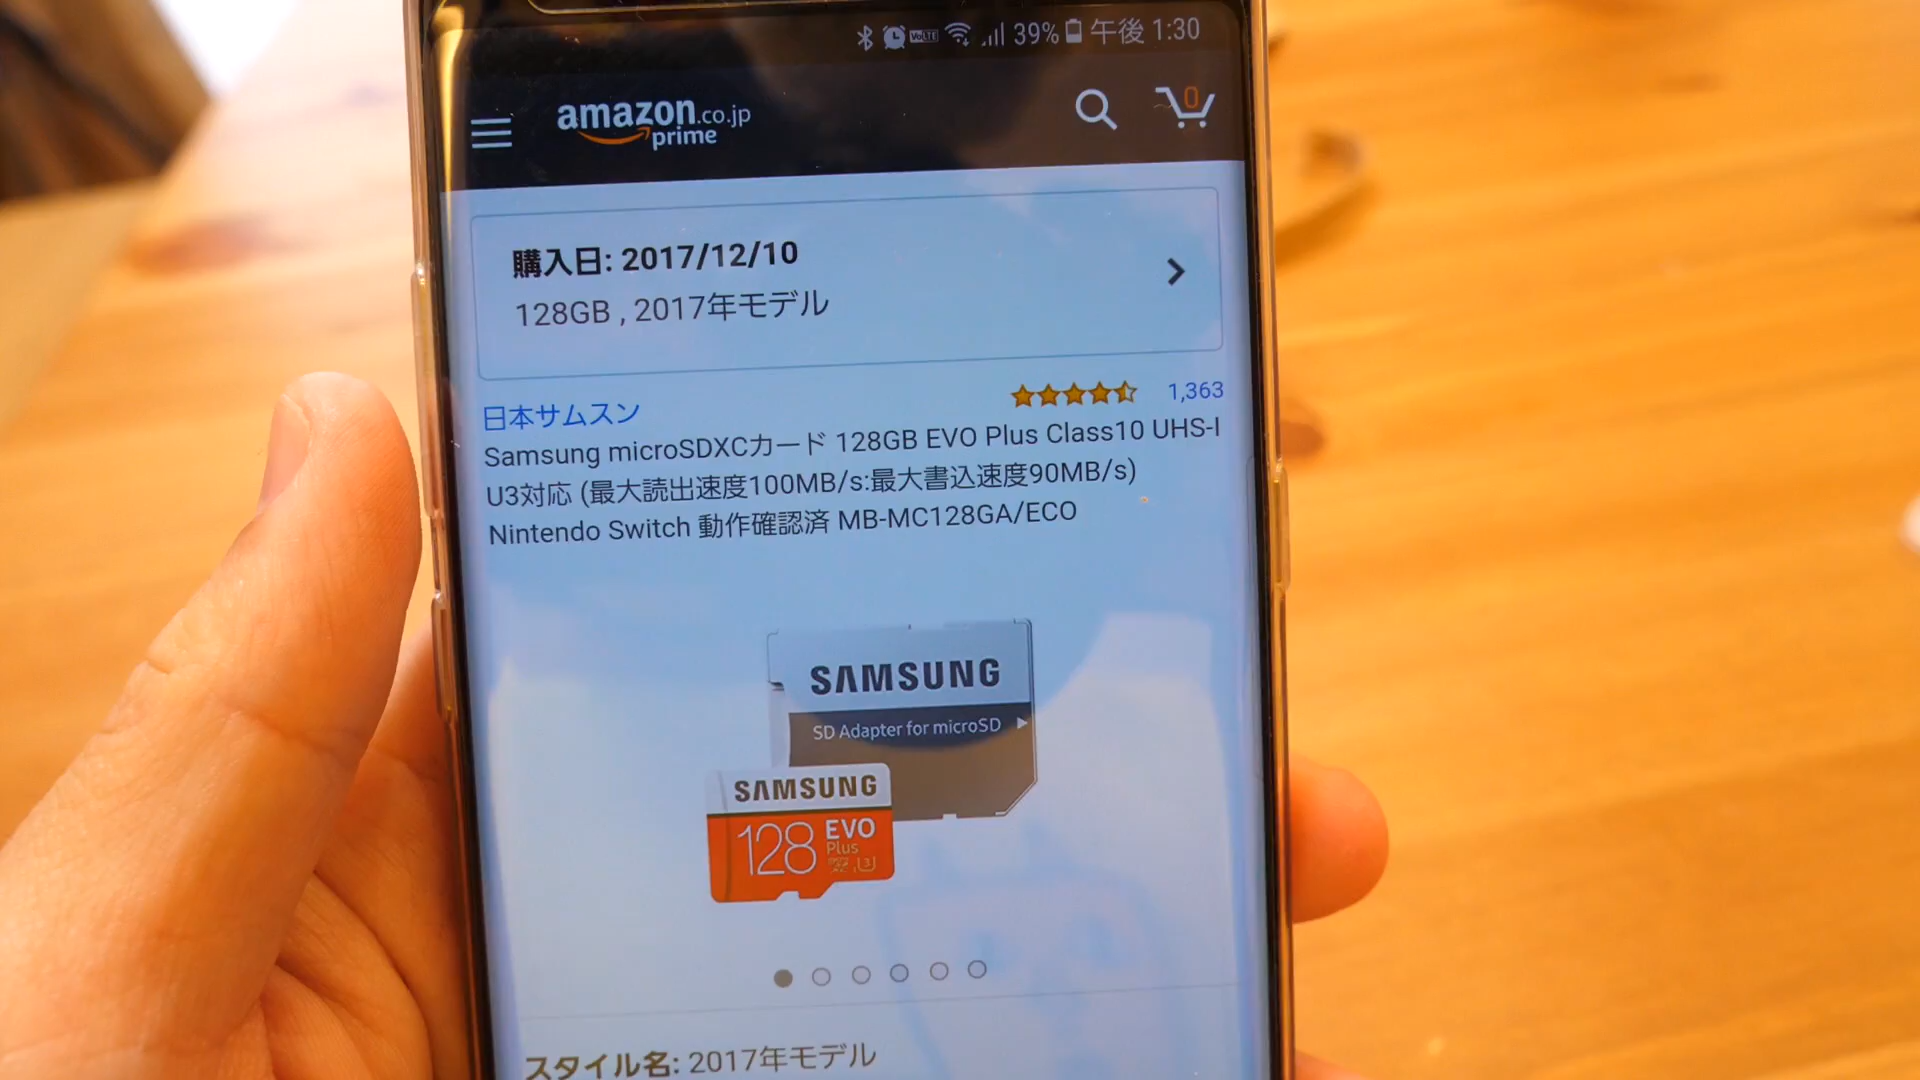 VoLTE 39% 午後 1:30
amazon.co.jp
prime
0
購入日: 2017/12/10
128GB , 2017年モデル
日本サムスン 1,363
Samsung microSDXCカード 128GB EVO Plus Class10 UHS-I
U3対応 (最大読出速度100MB/s:最大書込速度90MB/s)
Nintendo Switch 動作確認済 MB-MC128GA/ECO
SAMSUNG
SD Adapter for microSD
SAMSUNG
128 EVO
Plus
スタイル名: 2017年モデル